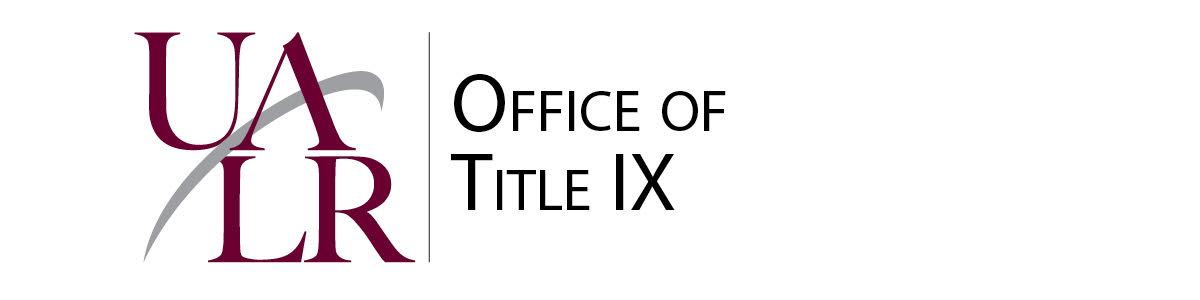 UA
LR
Office of
Title IX